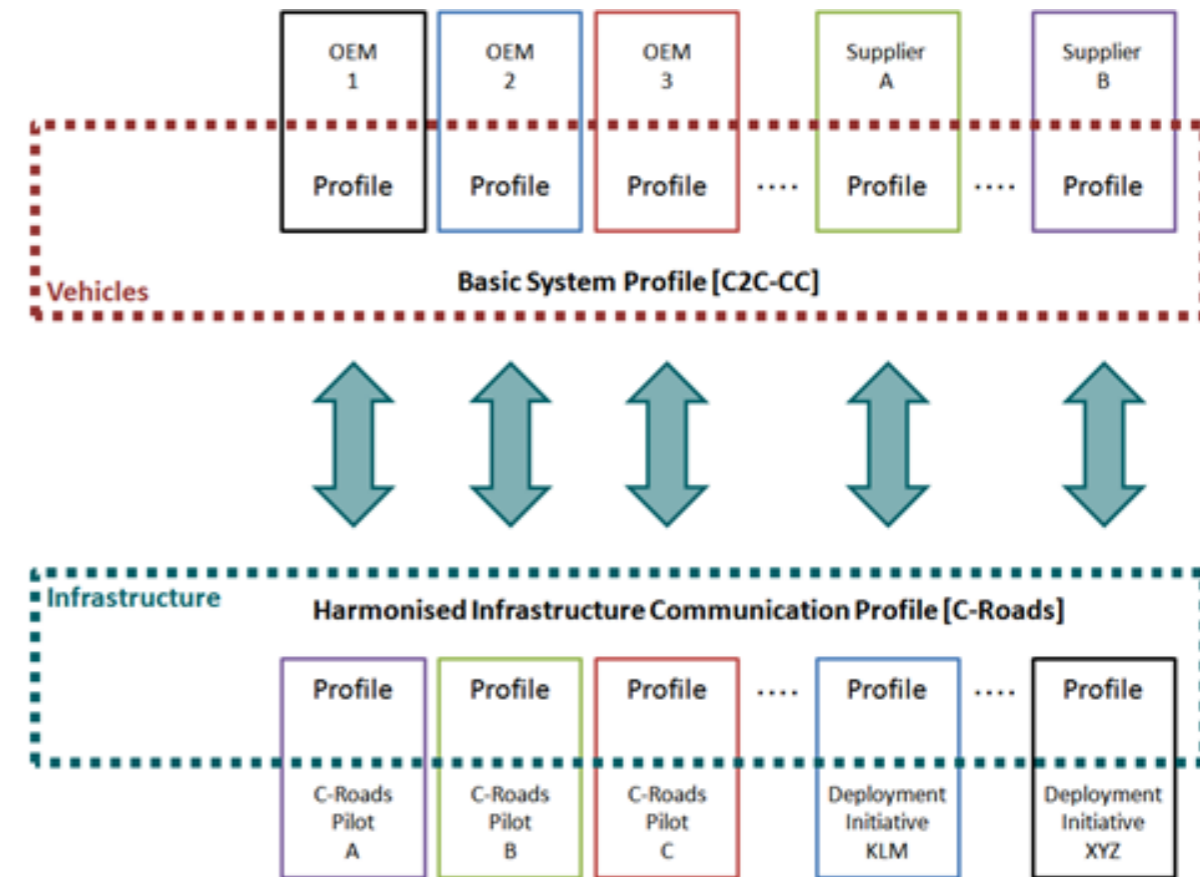 OEM
1
OEM
2
OEM
3
Supplier
A
Supplier
B
Profile
Profile
Profile
....
Profile
....
Profile
Basic System Profile [C2C-CC]
Vehicles
Infrastructure
Harmonised Infrastructure Communication Profile [C-Roads]
Profile
Profile
Profile
....
Profile
....
Profile
C-Roads
Pilot
A
C-Roads
Pilot
B
C-Roads
Pilot
C
Deployment
Initiative
KLM
Deployment
Initiative
XYZ